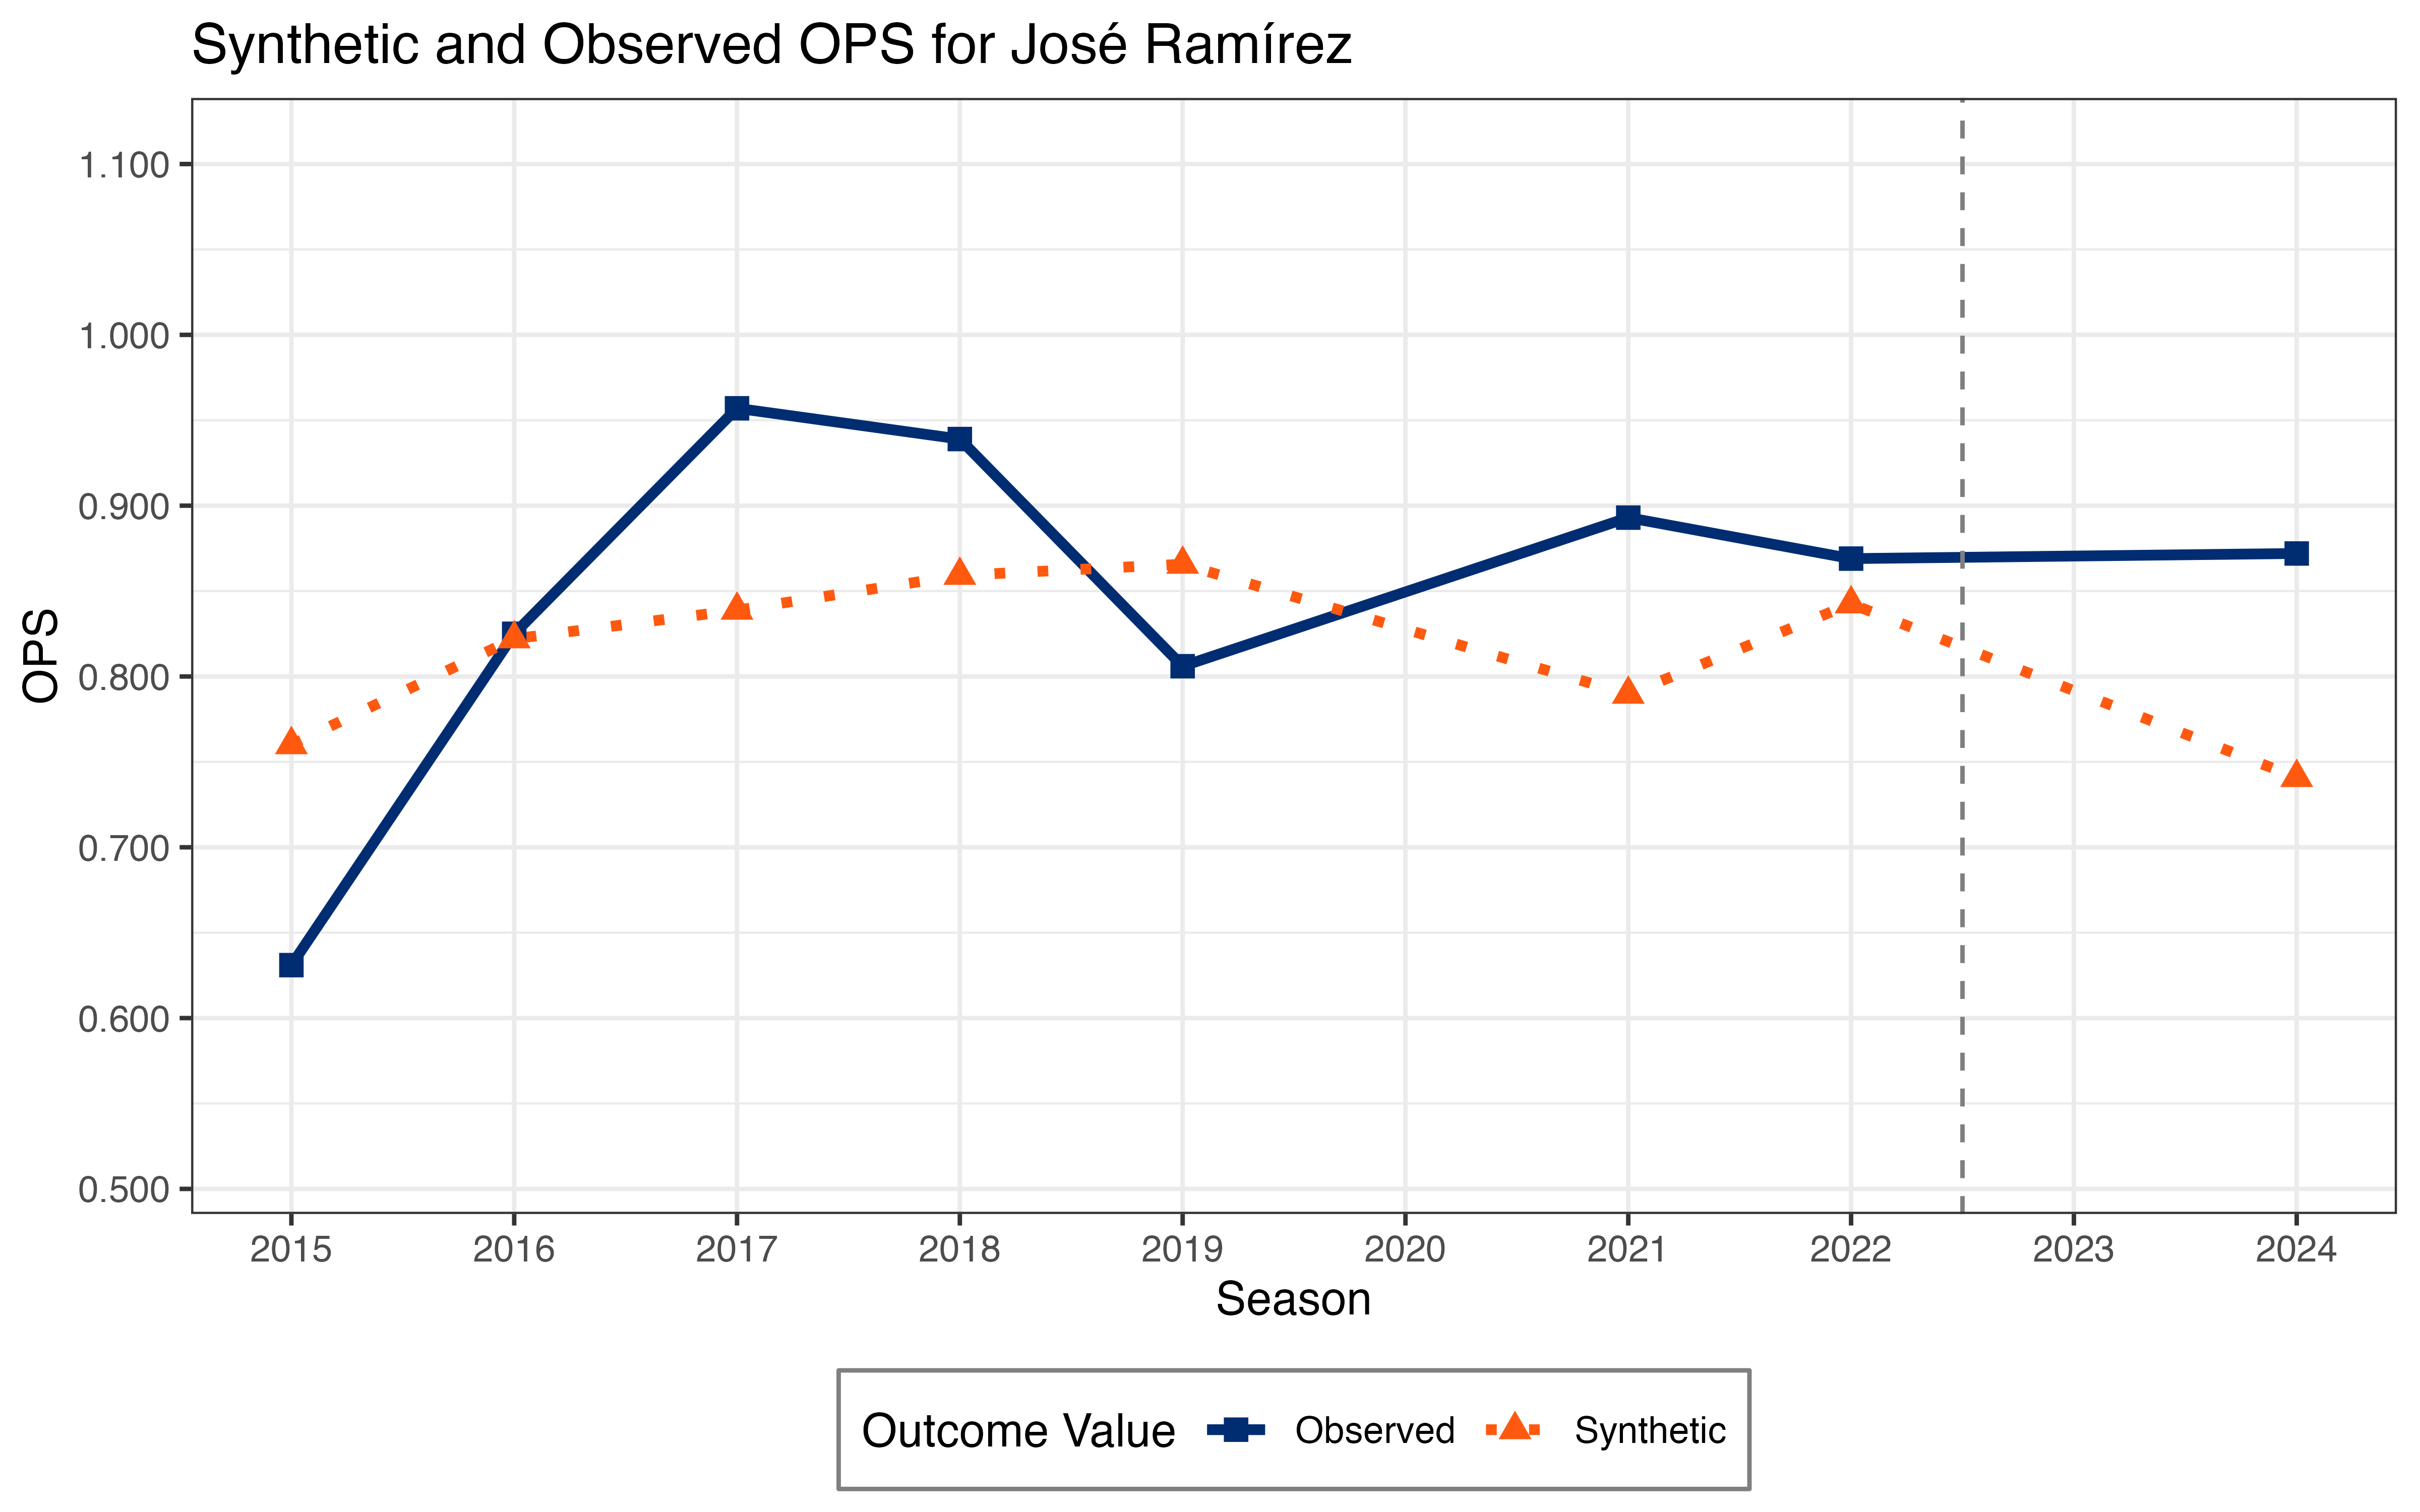 Synthetic and Observed OPS for José Ramírez
OPS
1.100
1.000
0.900
0.800
0.700
0.600
0.500
2015 2016 2017 2018 2019 2020 2021 2022 2023 2024
Season
Outcome Value Observed Synthetic